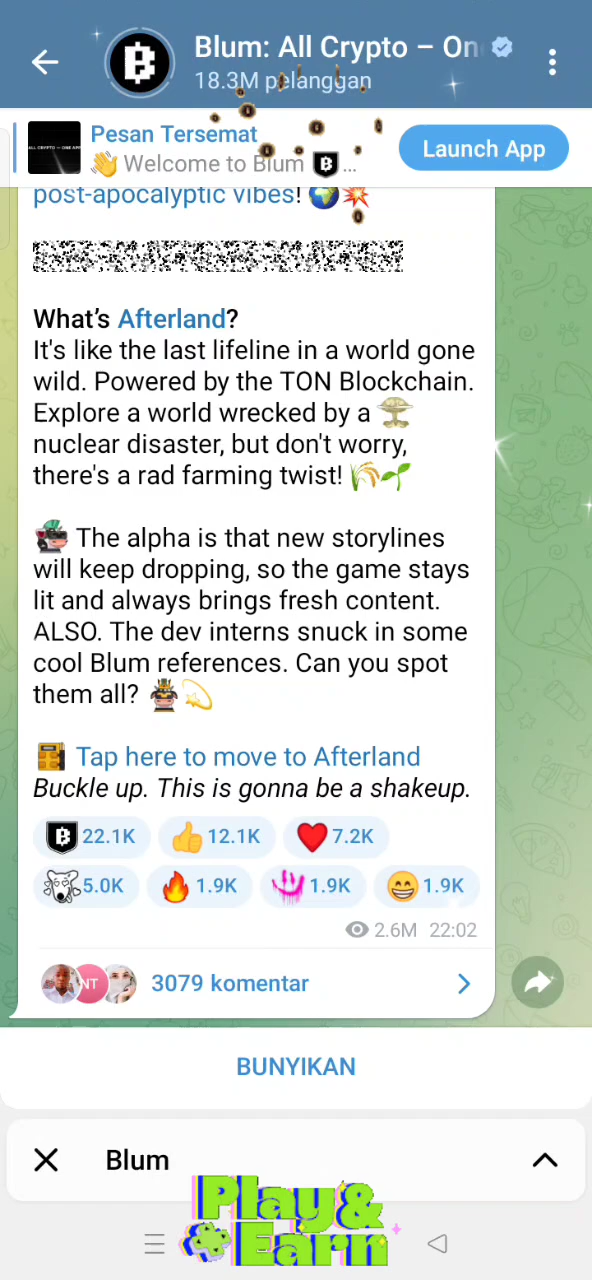 Blum: All Crypto – On
18.3M pelanggan
ALL CRYPTO — ONE APP
Pesan Tersemat
👋 Welcome to Blum ...
Launch App
post-apocalyptic vibes! 🌍💥
What's Afterland?
It's like the last lifeline in a world gone
wild. Powered by the TON Blockchain.
Explore a world wrecked by a
nuclear disaster, but don't worry,
there's a rad farming twist! 🌾🌱
The alpha is that new storylines
will keep dropping, so the game stays
lit and always brings fresh content.
ALSO. The dev interns snuck in some
cool Blum references. Can you spot
them all? 💫
Tap here to move to Afterland
Buckle up. This is gonna be a shakeup.
22.1K 👍 12.1K ❤️ 7.2K
5.0K 🔥 1.9K 1.9K 😁 1.9K
2.6M 22:02
NT
3079 komentar
BUNYIKAN
Blum
Play&
Earn